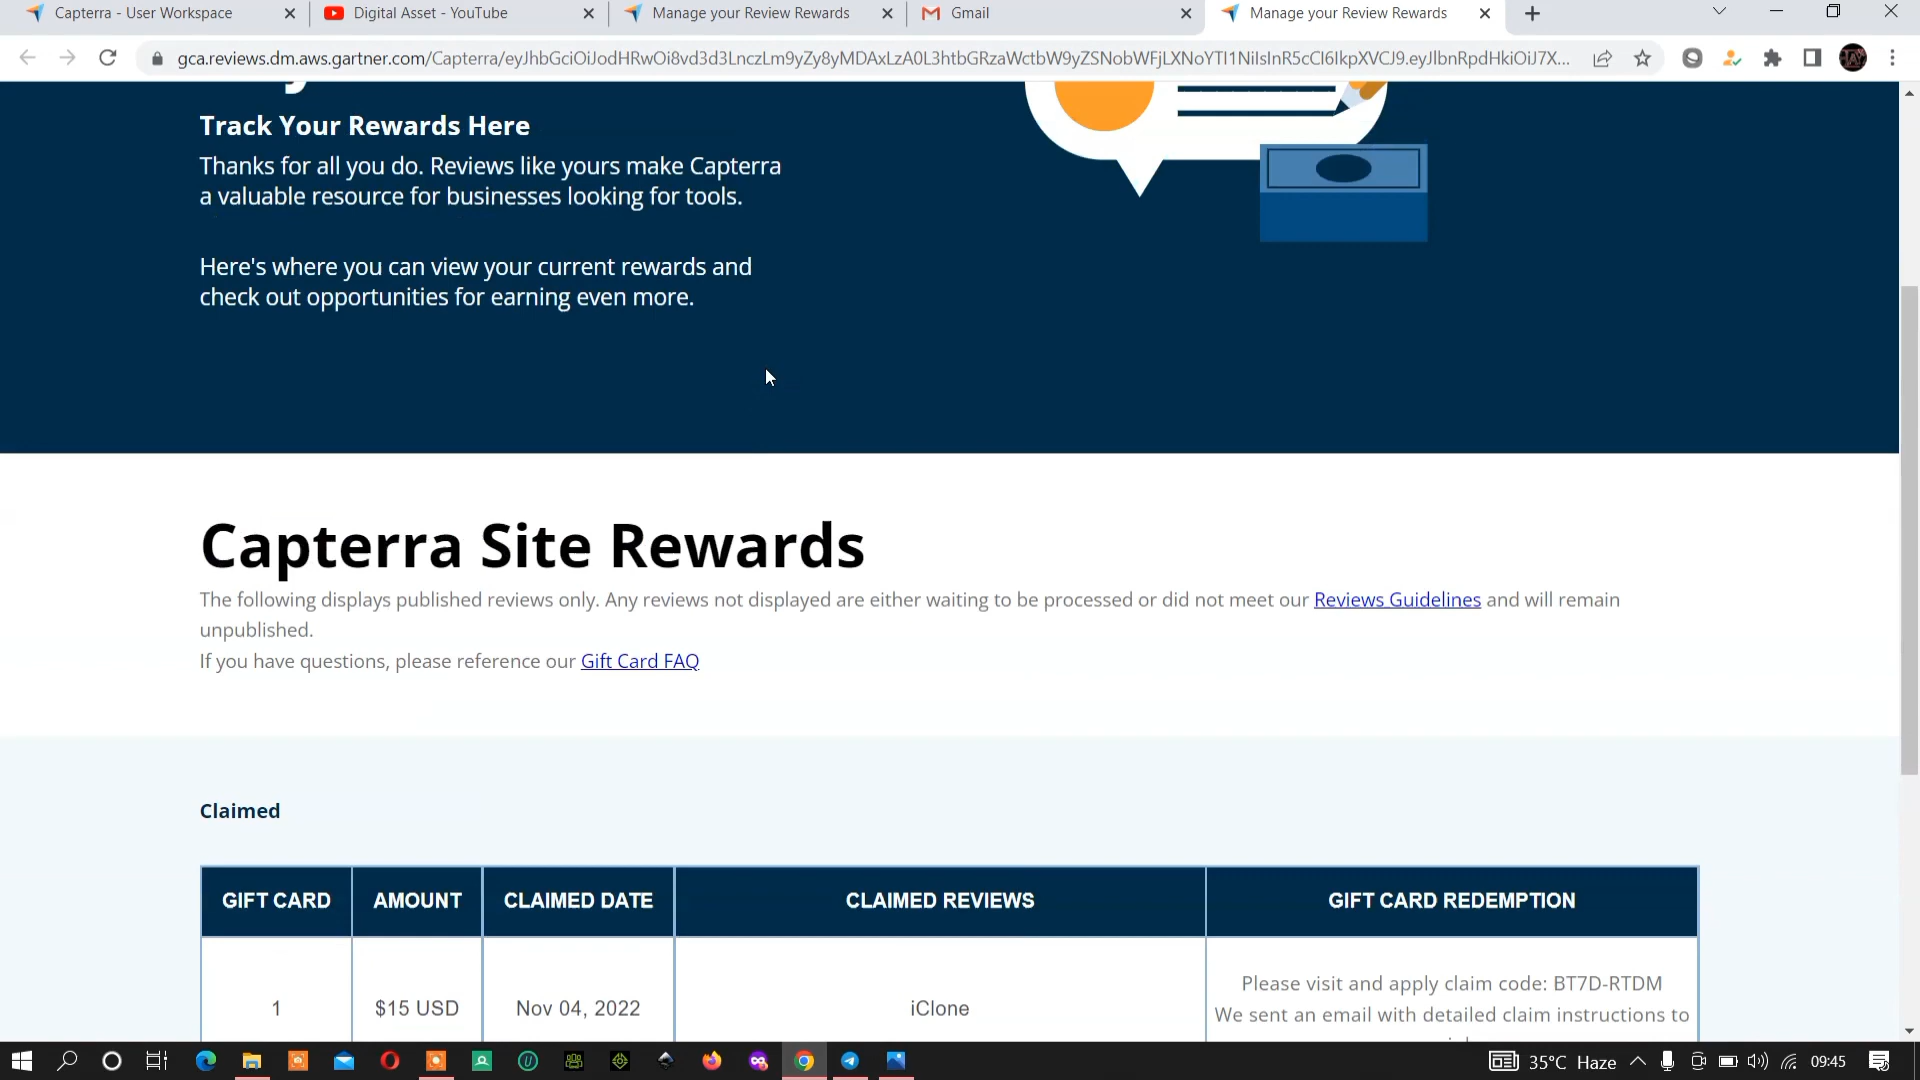 Capterra - User Workspace
Digital Asset - YouTube
Manage your Review Rewards
Gmail
Manage your Review Rewards
gca.reviews.dm.aws.gartner.com/Capterra/eyJhbGciOiJodHRwOi8vd3d3LnczLm9yZy8yMDAxLzA0L3htbGRzaWctbW9yZSNobWFjLXNoYTI1NiIsInR5cCI6IkpXVCJ9.eyJlbnRpdHkiOiJ7X...
Track Your Rewards Here
Thanks for all you do. Reviews like yours make Capterra
a valuable resource for businesses looking for tools.
Here's where you can view your current rewards and
check out opportunities for earning even more.
Capterra Site Rewards
The following displays published reviews only. Any reviews not displayed are either waiting to be processed or did not meet our Reviews Guidelines and will remain
unpublished.
If you have questions, please reference our Gift Card FAQ
Claimed
GIFT CARD AMOUNT CLAIMED DATE CLAIMED REVIEWS GIFT CARD REDEMPTION
Please visit and apply claim code: BT7D-RTDM
1 $15 USD Nov 04, 2022 iClone
We sent an email with detailed claim instructions to
35°C Haze 09:45